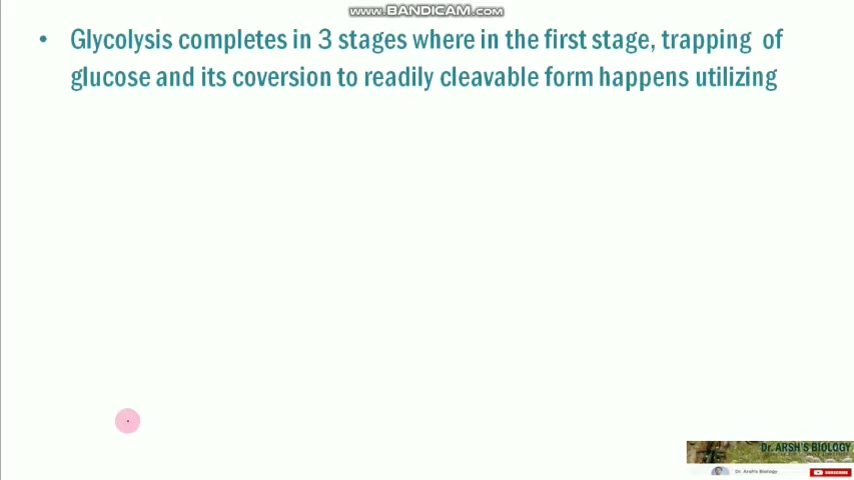 www.BANDICAM.com
• Glycolysis completes in 3 stages where in the first stage, trapping of
glucose and its coversion to readily cleavable form happens utilizing
Dr. ARSH'S BIOLOGY
Dr. Arsh's Biology
SUBSCRIBE